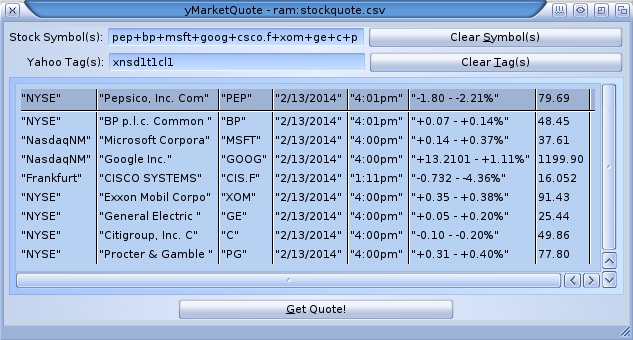 yMarketQuote - ram:stockquote.csv
Stock Symbol(s): pep+bp+msft+goog+csco.f+xom+ge+c+p Clear Symbol(s)
Yahoo Tag(s): xnsd1t1cl1 Clear Tag(s)
"NYSE" "Pepsico, Inc. Com" "PEP" "2/13/2014" "4:01pm" "-1.80 - -2.21%" 79.69
"NYSE" "BP p.l.c. Common " "BP" "2/13/2014" "4:01pm" "+0.07 - +0.14%" 48.45
"NasdaqNM" "Microsoft Corpora" "MSFT" "2/13/2014" "4:00pm" "+0.14 - +0.37%" 37.61
"NasdaqNM" "Google Inc." "GOOG" "2/13/2014" "4:00pm" "+13.2101 - +1.11%" 1199.90
"Frankfurt" "CISCO SYSTEMS" "CIS.F" "2/13/2014" "1:11pm" "-0.732 - -4.36%" 16.052
"NYSE" "Exxon Mobil Corpo" "XOM" "2/13/2014" "4:00pm" "+0.35 - +0.38%" 91.43
"NYSE" "General Electric " "GE" "2/13/2014" "4:00pm" "+0.05 - +0.20%" 25.44
"NYSE" "Citigroup, Inc. C" "C" "2/13/2014" "4:00pm" "-0.10 - -0.20%" 49.86
"NYSE" "Procter & Gamble " "PG" "2/13/2014" "4:00pm" "+0.31 - +0.40%" 77.80
Get Quote!